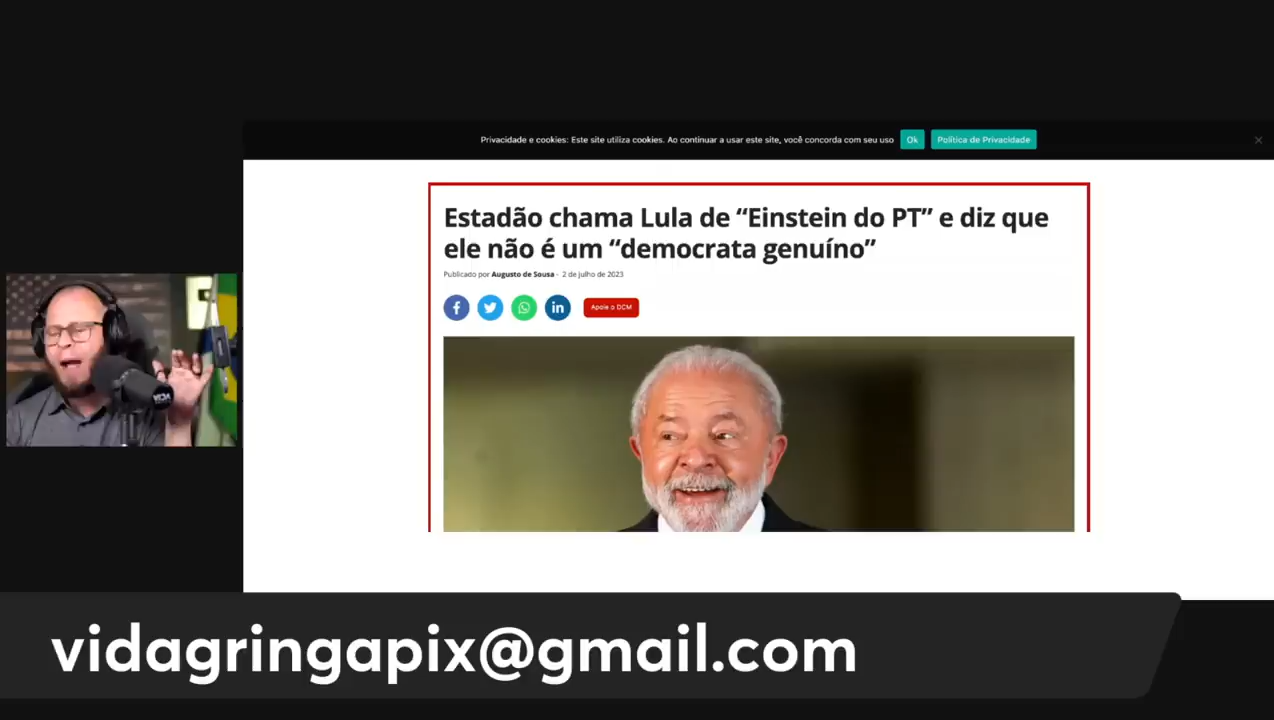 Privacidade e cookies: Este site utiliza cookies. Ao continuar a usar este site, você concorda com seu uso
Ok
Política de Privacidade
Estadão chama Lula de “Einstein do PT” e diz que
ele não é um “democrata genuíno”
Publicado por Augusto de Sousa - 2 de julho de 2023
Apoie o DCM
VIDA
vidagringapix@gmail.com